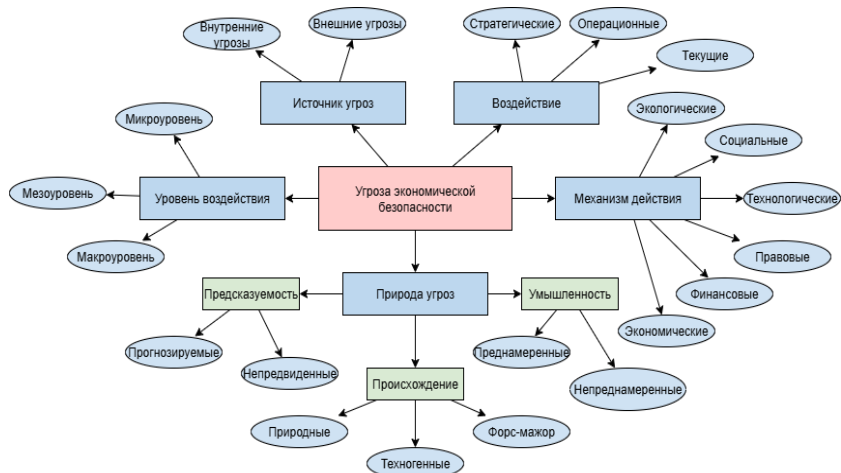 Внутренние
угрозы
Внешние угрозы
Стратегические
Операционные
Текущие
Источник угроз
Воздействие
Микроуровень
Экологические
Социальные
Мезоуровень
Уровень воздействия
Угроза экономической
безопасности
Механизм действия
Технологические
Макроуровень
Правовые
Предсказуемость
Природа угроз
Умышленность
Финансовые
Экономические
Прогнозируемые
Непредвиденные
Преднамеренные
Непреднамеренные
Происхождение
Природные
Форс-мажор
Техногенные